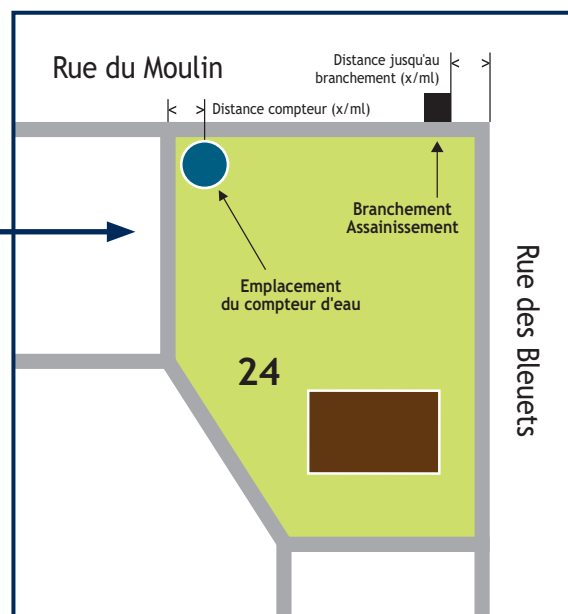 Rue du Moulin
Distance jusqu'au
branchement (x/ml)
Distance compteur (x/ml)
Branchement
Assainissement
Emplacement
du compteur d'eau
24
Rue des Bleuets